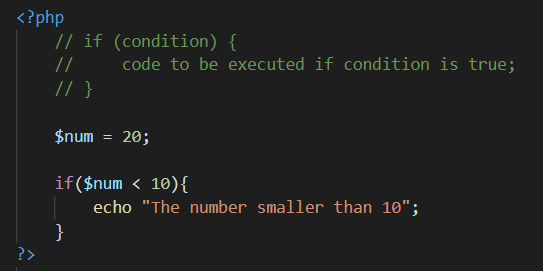 <?php
// if (condition) {
//     code to be executed if condition is true;
// }
$num = 20;
if($num < 10){
echo "The number smaller than 10";
}
?>